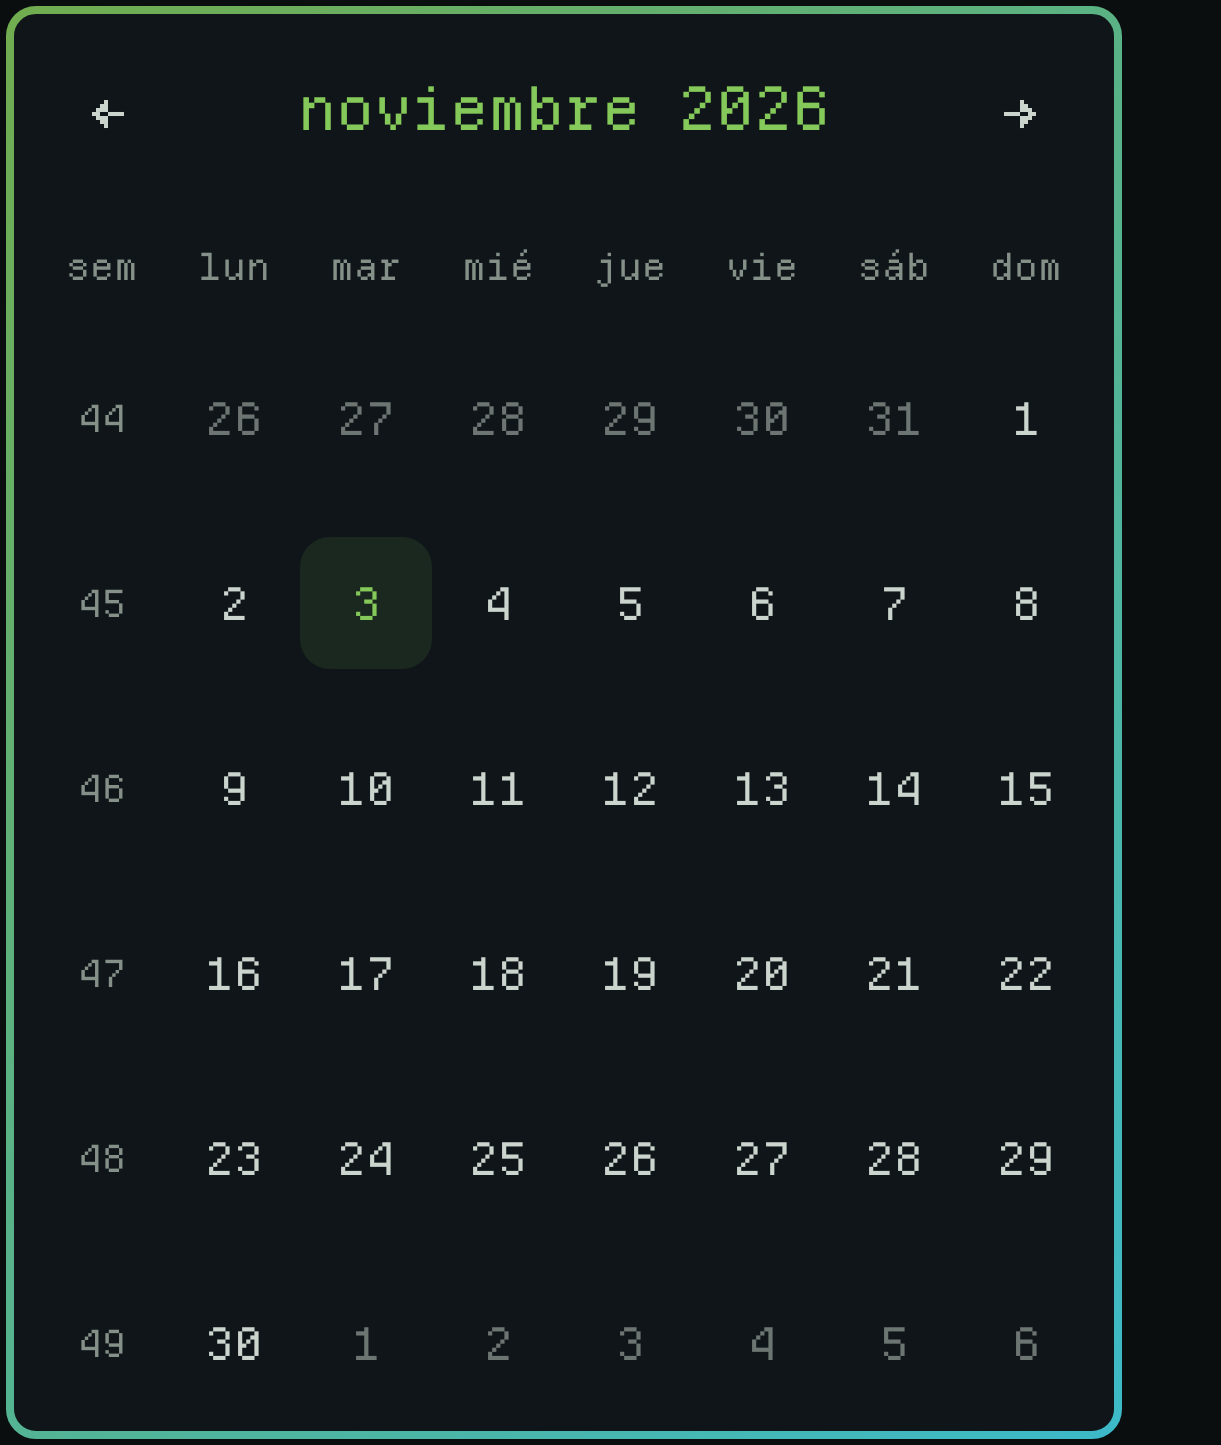 ← noviembre 2026 →
sem lun mar mié jue vie sáb dom
44 26 27 28 29 30 31 1
45 2 3 4 5 6 7 8
46 9 10 11 12 13 14 15
47 16 17 18 19 20 21 22
48 23 24 25 26 27 28 29
49 30 1 2 3 4 5 6